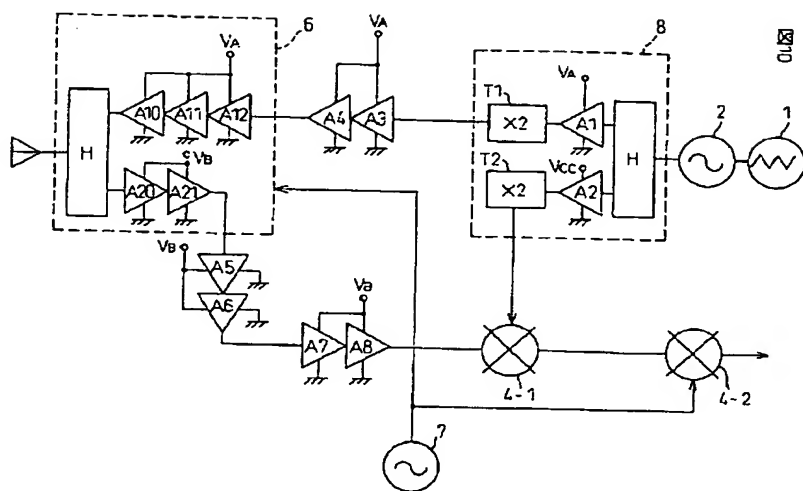 6
8
図10
VA
VA
VA
T1
X2
A1
2
1
A10
A11
A12
A4
A3
H
H
VB
T2
VCC
X2
A2
A20
A21
VB
A5
A6
VB
A7
A8
4-1
4-2
7